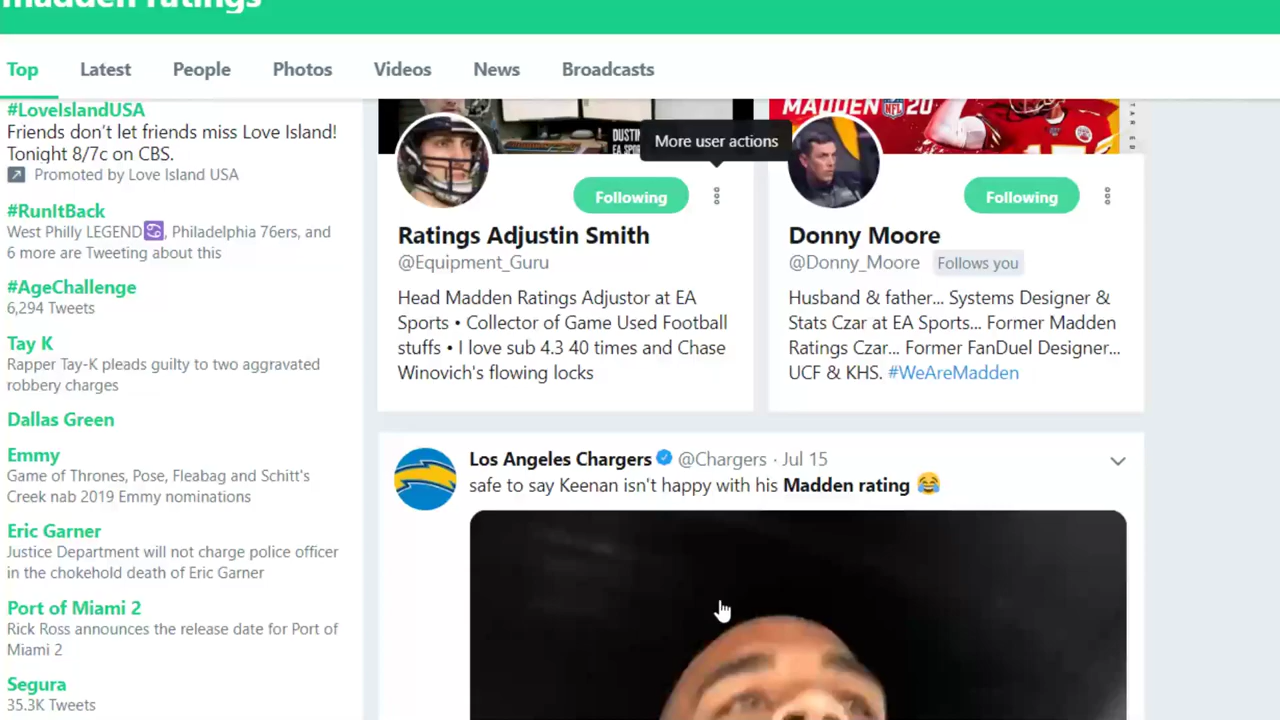 madden ratings
Top Latest People Photos Videos News Broadcasts
#LoveIslandUSA
Friends don't let friends miss Love Island!
Tonight 8/7c on CBS.
Promoted by Love Island USA
#RunItBack
West Philly LEGEND♋, Philadelphia 76ers, and
6 more are Tweeting about this
#AgeChallenge
6,294 Tweets
Tay K
Rapper Tay-K pleads guilty to two aggravated
robbery charges
Dallas Green
Emmy
Game of Thrones, Pose, Fleabag and Schitt's
Creek nab 2019 Emmy nominations
Eric Garner
Justice Department will not charge police officer
in the chokehold death of Eric Garner
Port of Miami 2
Rick Ross announces the release date for Port of
Miami 2
Segura
35.3K Tweets
DUSTIN
EA SPOR
More user actions
Following
Ratings Adjustin Smith
@Equipment_Guru
Head Madden Ratings Adjustor at EA
Sports • Collector of Game Used Football
stuffs • I love sub 4.3 40 times and Chase
Winovich's flowing locks
MADDEN NFL 20
Following
Donny Moore
@Donny_Moore Follows you
Husband & father... Systems Designer &
Stats Czar at EA Sports... Former Madden
Ratings Czar... Former FanDuel Designer...
UCF & KHS. #WeAreMadden
Los Angeles Chargers @Chargers · Jul 15
safe to say Keenan isn't happy with his Madden rating 😂